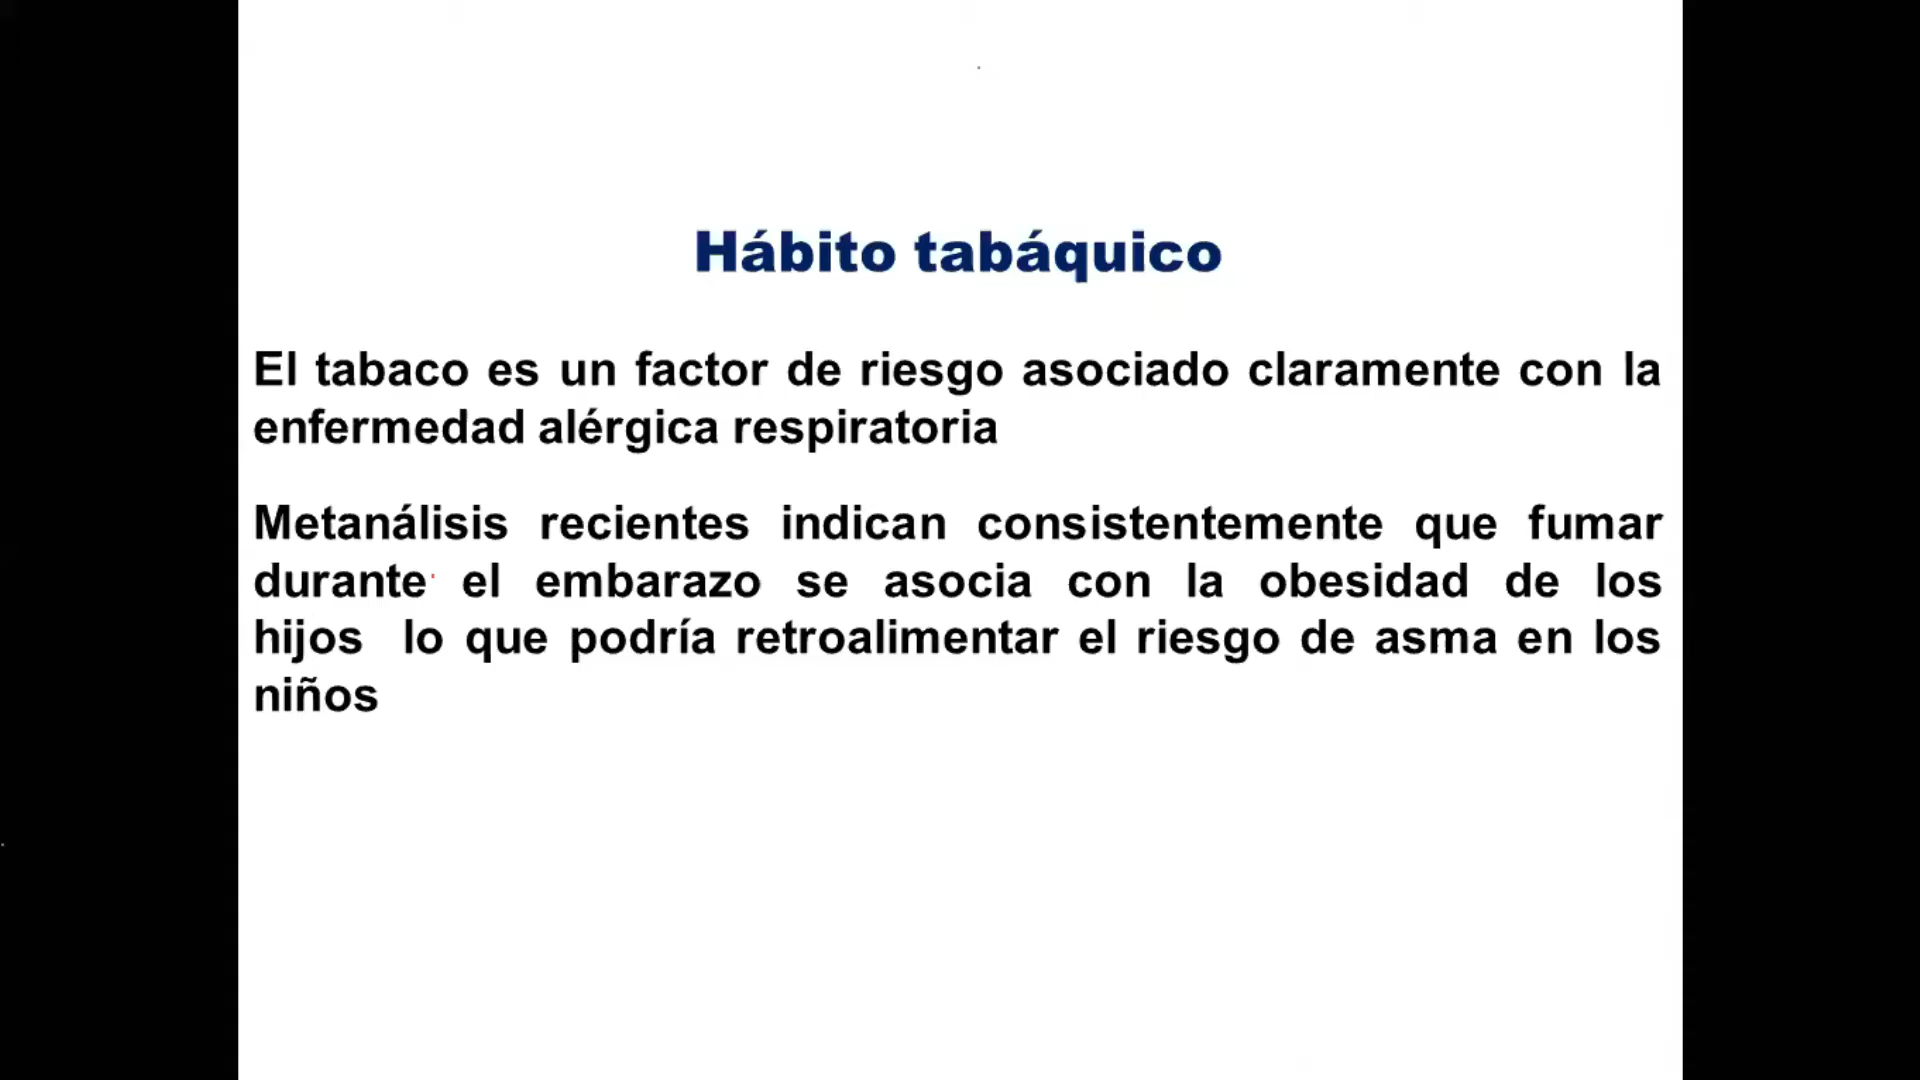 Hábito tabáquico
El tabaco es un factor de riesgo asociado claramente con la
enfermedad alérgica respiratoria
Metanálisis recientes indican consistentemente que fumar
durante el embarazo se asocia con la obesidad de los
hijos lo que podría retroalimentar el riesgo de asma en los
niños